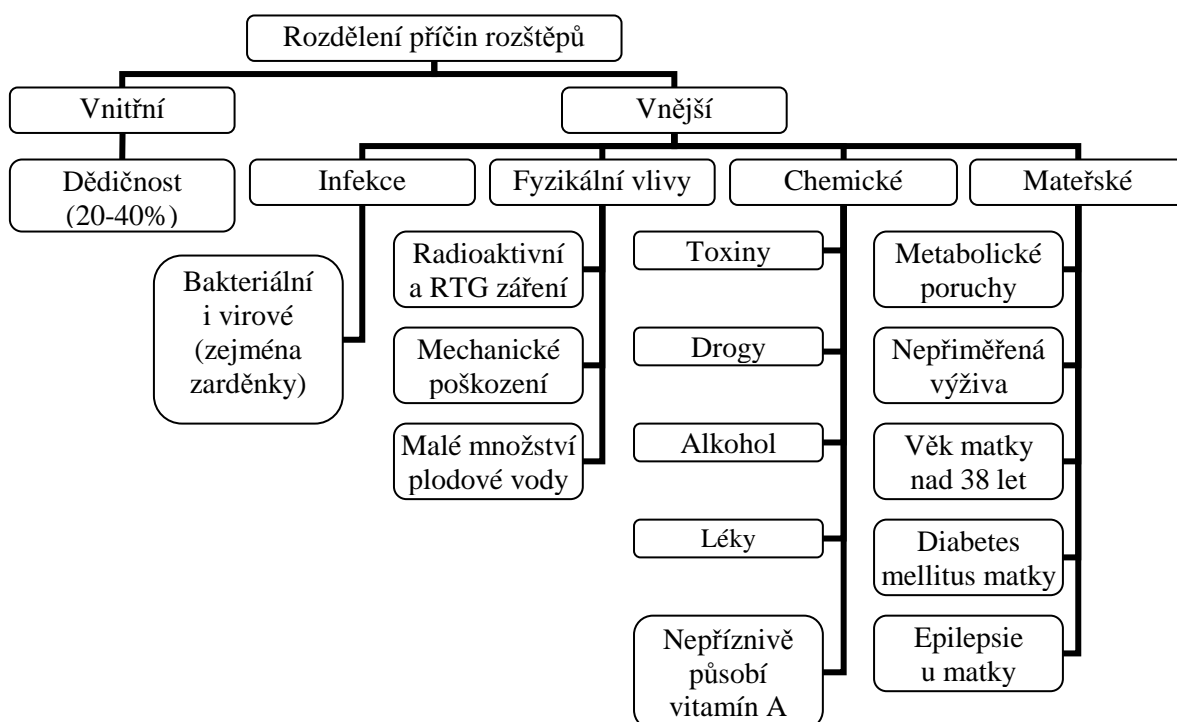 Rozdělení příčin rozštěpů
Vnitřní
Vnější
Dědičnost
(20-40%)
Infekce
Fyzikální vlivy
Chemické
Mateřské
Bakteriální
i virové
(zejména
zarděnky)
Radioaktivní
a RTG záření
Mechanické
poškození
Malé množství
plodové vody
Toxiny
Drogy
Alkohol
Léky
Nepříznivě
působí
vitamín A
Metabolické
poruchy
Nepřiměřená
výživa
Věk matky
nad 38 let
Diabetes
mellitus matky
Epilepsie
u matky